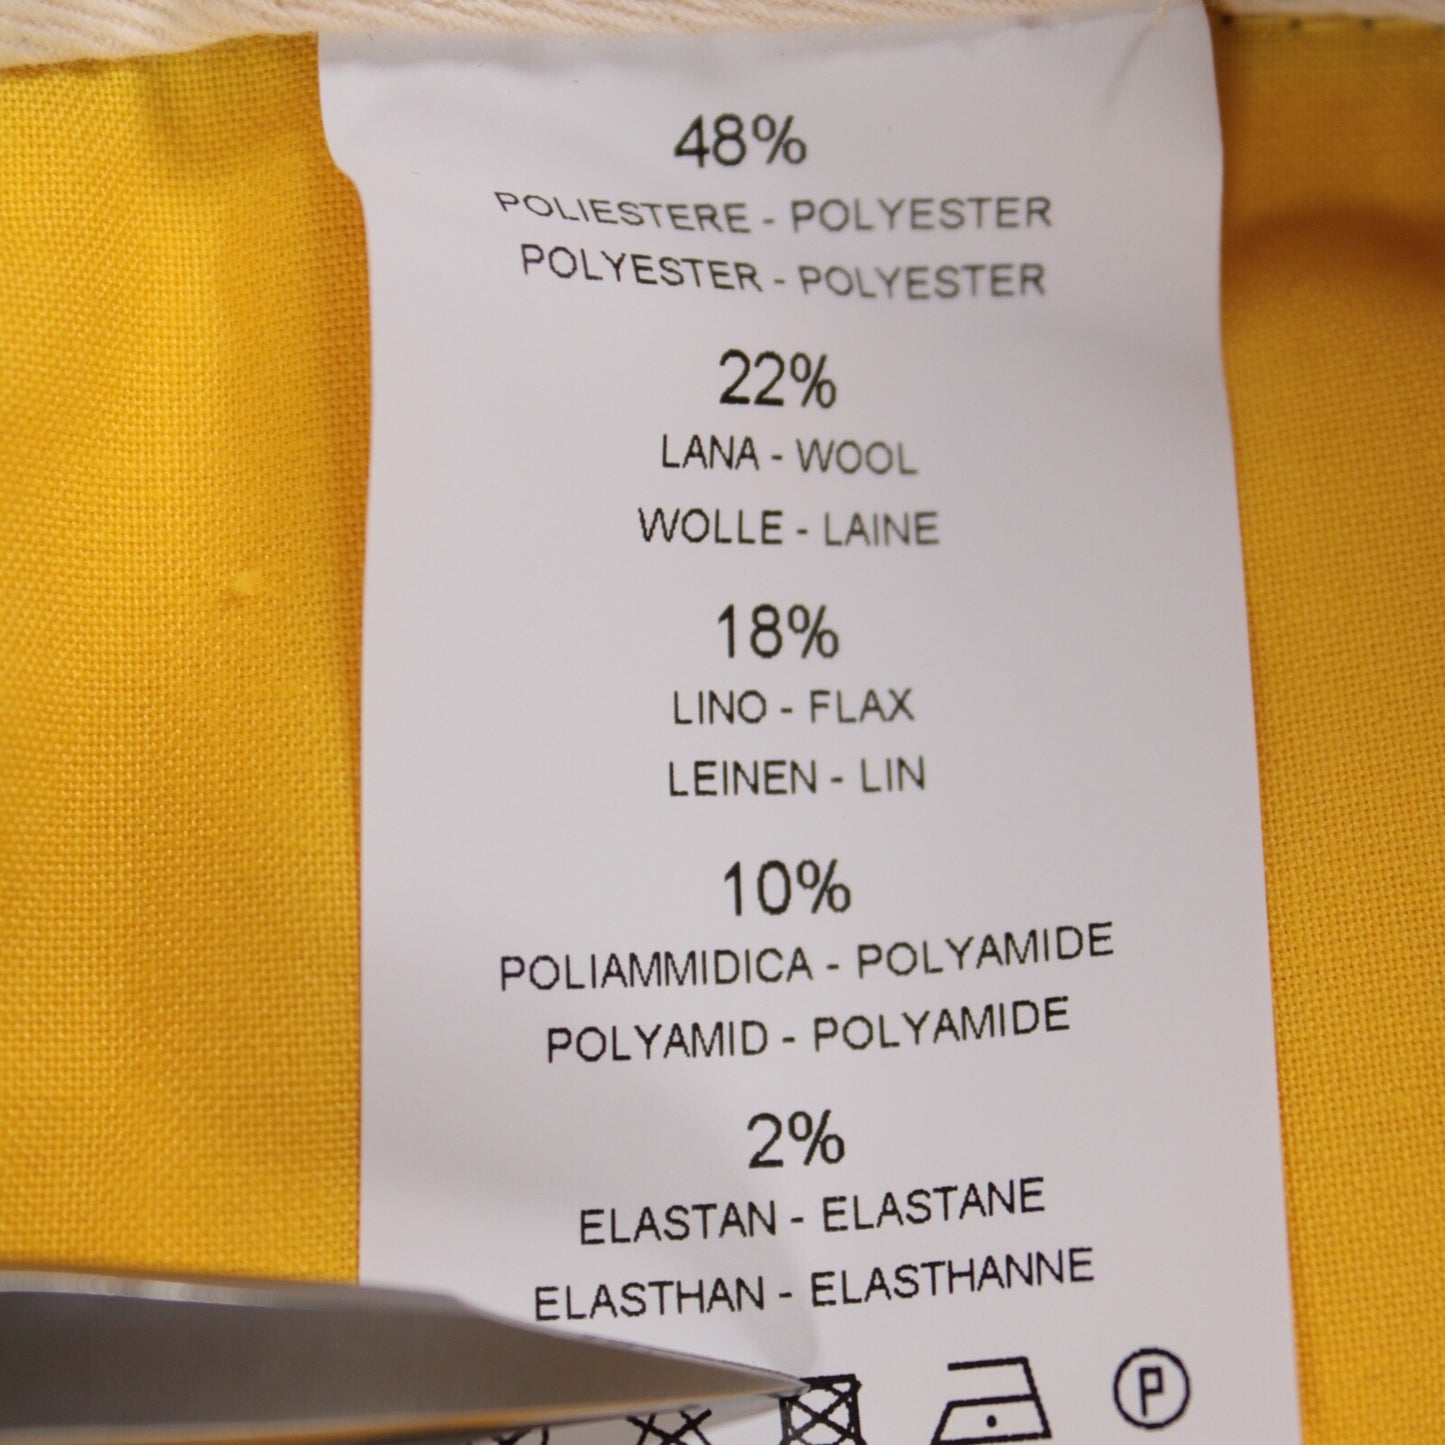 48%
POLIESTERE - POLYESTER
POLYESTER - POLYESTER
22%
LANA - WOOL
WOLLE - LAINE
18%
LINO - FLAX
LEINEN - LIN
10%
POLIAMMIDICA - POLYAMIDE
POLYAMID - POLYAMIDE
2%
ELASTAN - ELASTANE
ELASTHAN - ELASTHANNE
P